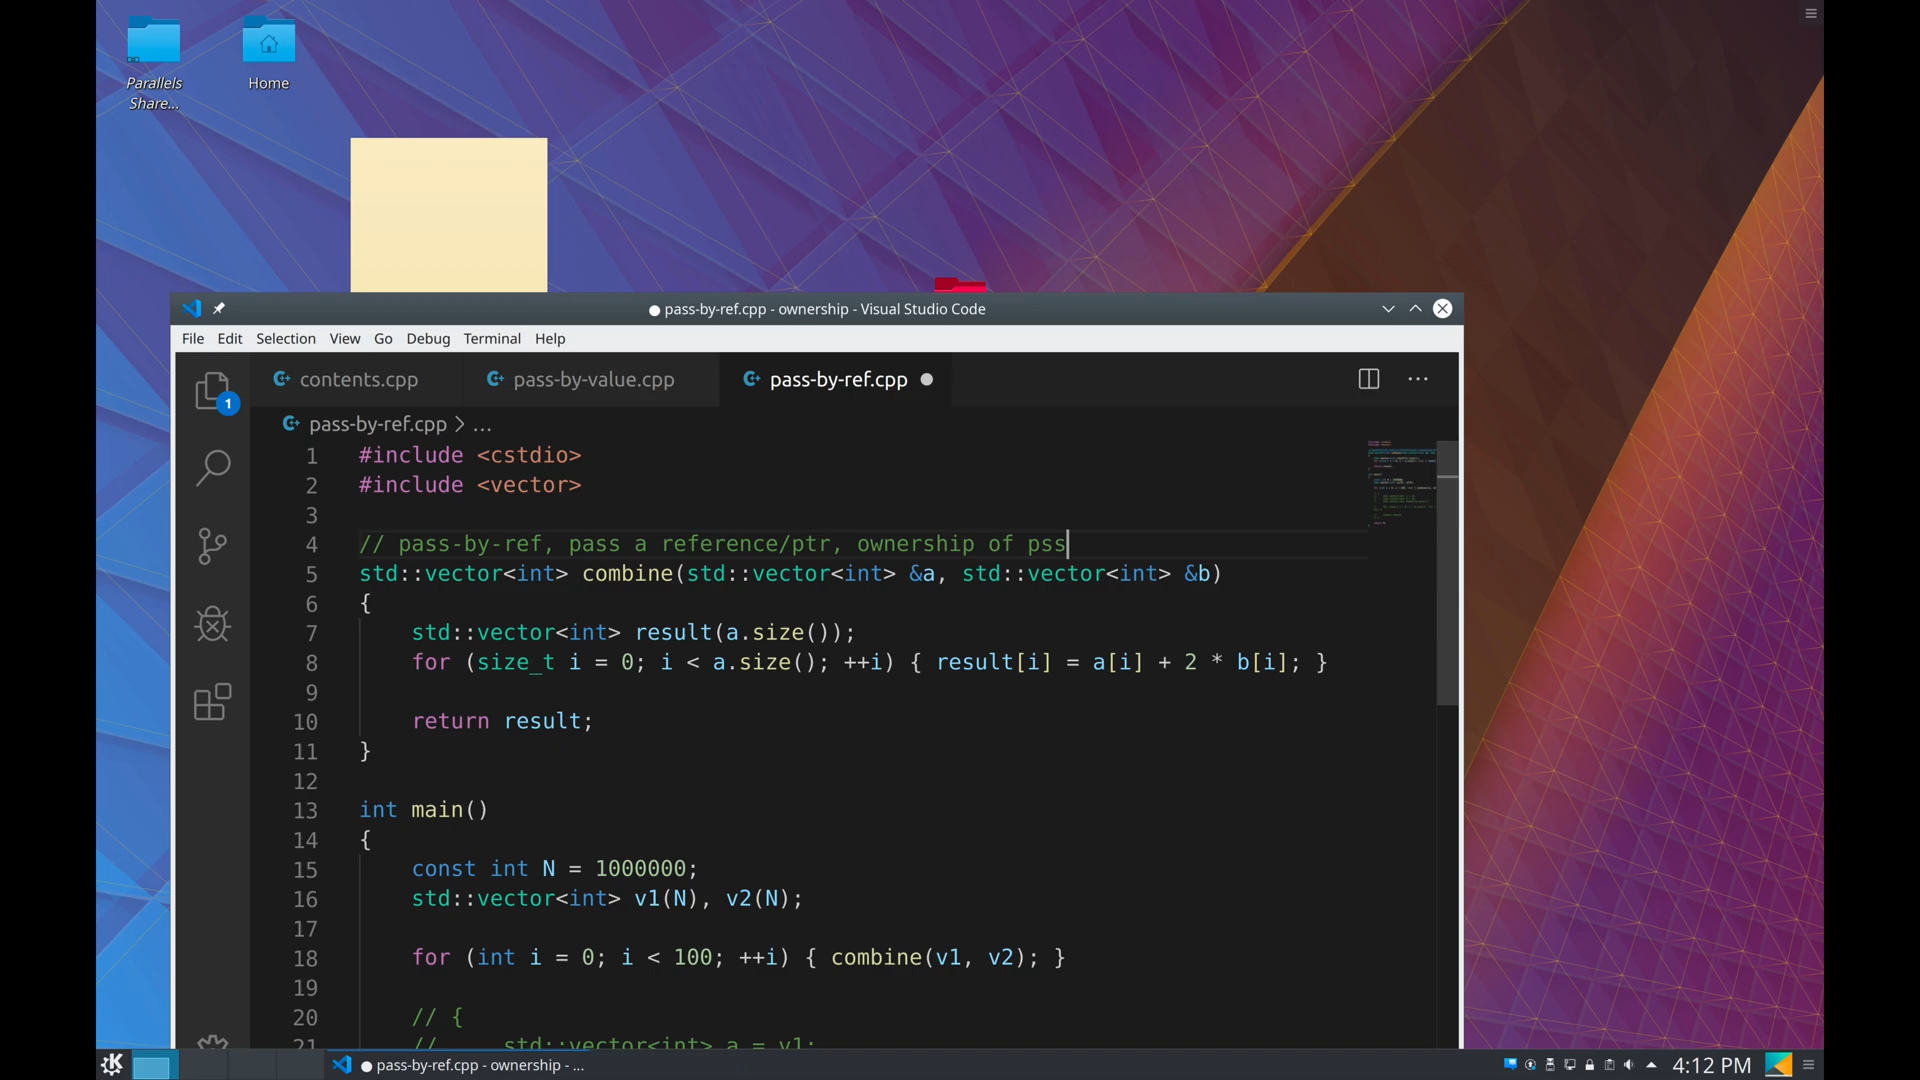 Parallels
Share...
Home
pass-by-ref.cpp - ownership - Visual Studio Code
File Edit Selection View Go Debug Terminal Help
contents.cpp pass-by-value.cpp pass-by-ref.cpp
1
pass-by-ref.cpp > ...
1 #include <cstdio>
2 #include <vector>
3
4 // pass-by-ref, pass a reference/ptr, ownership of pss
5 std::vector<int> combine(std::vector<int> &a, std::vector<int> &b)
6 {
7 std::vector<int> result(a.size());
8 for (size_t i = 0; i < a.size(); ++i) { result[i] = a[i] + 2 * b[i]; }
9
10 return result;
11 }
12
13 int main()
14 {
15 const int N = 1000000;
16 std::vector<int> v1(N), v2(N);
17
18 for (int i = 0; i < 100; ++i) { combine(v1, v2); }
19
20 // {
21 // std::vector<int> a = v1;
pass-by-ref.cpp - ownership - ...
4:12 PM